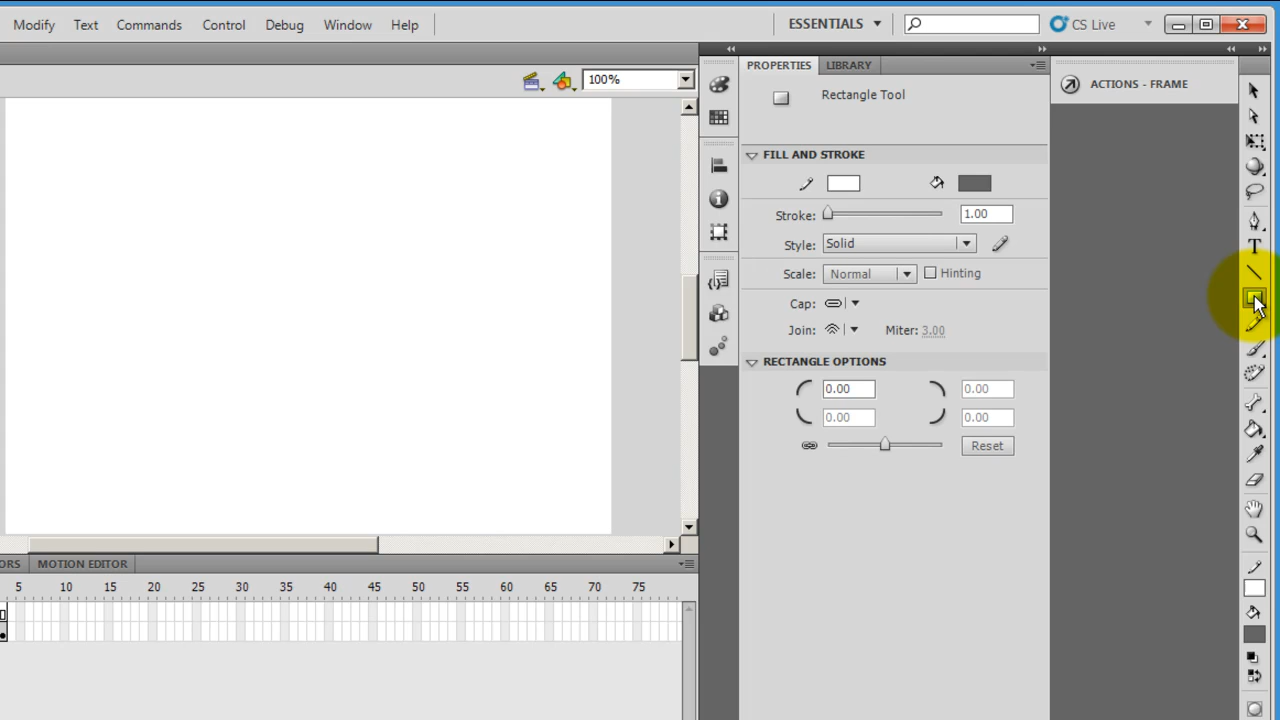 Modify Text Commands Control Debug Window Help ESSENTIALS CS Live
100%
PROPERTIES LIBRARY
ACTIONS - FRAME
Rectangle Tool
FILL AND STROKE
Stroke: 1.00
Style: Solid
Scale: Normal Hinting
Cap:
Join: Miter: 3.00
RECTANGLE OPTIONS
0.00 0.00
0.00 0.00
Reset
T
ORS MOTION EDITOR
5 10 15 20 25 30 35 40 45 50 55 60 65 70 75